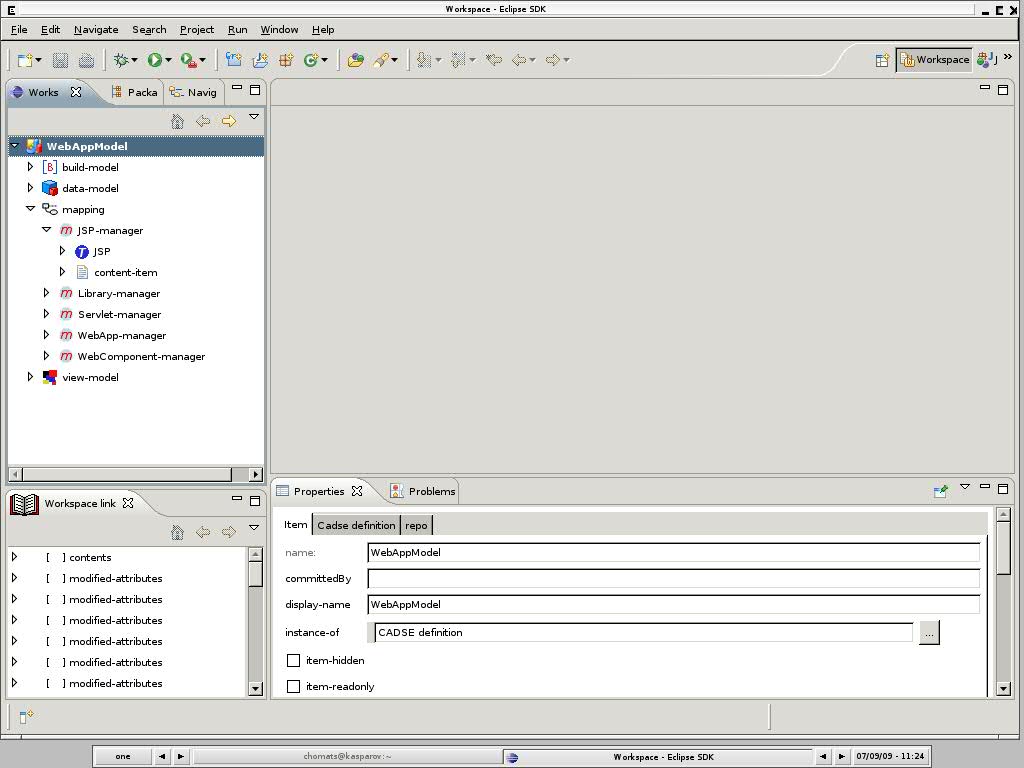 Workspace - Eclipse SDK
File Edit Navigate Search Project Run Window Help
Workspace
Works Packa Navig
WebAppModel
build-model
data-model
mapping
JSP-manager
JSP
content-item
Library-manager
Servlet-manager
WebApp-manager
WebComponent-manager
view-model
Workspace link
[ ] contents
[ ] modified-attributes
[ ] modified-attributes
[ ] modified-attributes
[ ] modified-attributes
[ ] modified-attributes
[ ] modified-attributes
Properties Problems
Item Cadse definition repo
name: WebAppModel
committedBy
display-name WebAppModel
instance-of CADSE definition ...
item-hidden
item-readonly
one chomats@kasparov:~ Workspace - Eclipse SDK 07/09/09 - 11:24